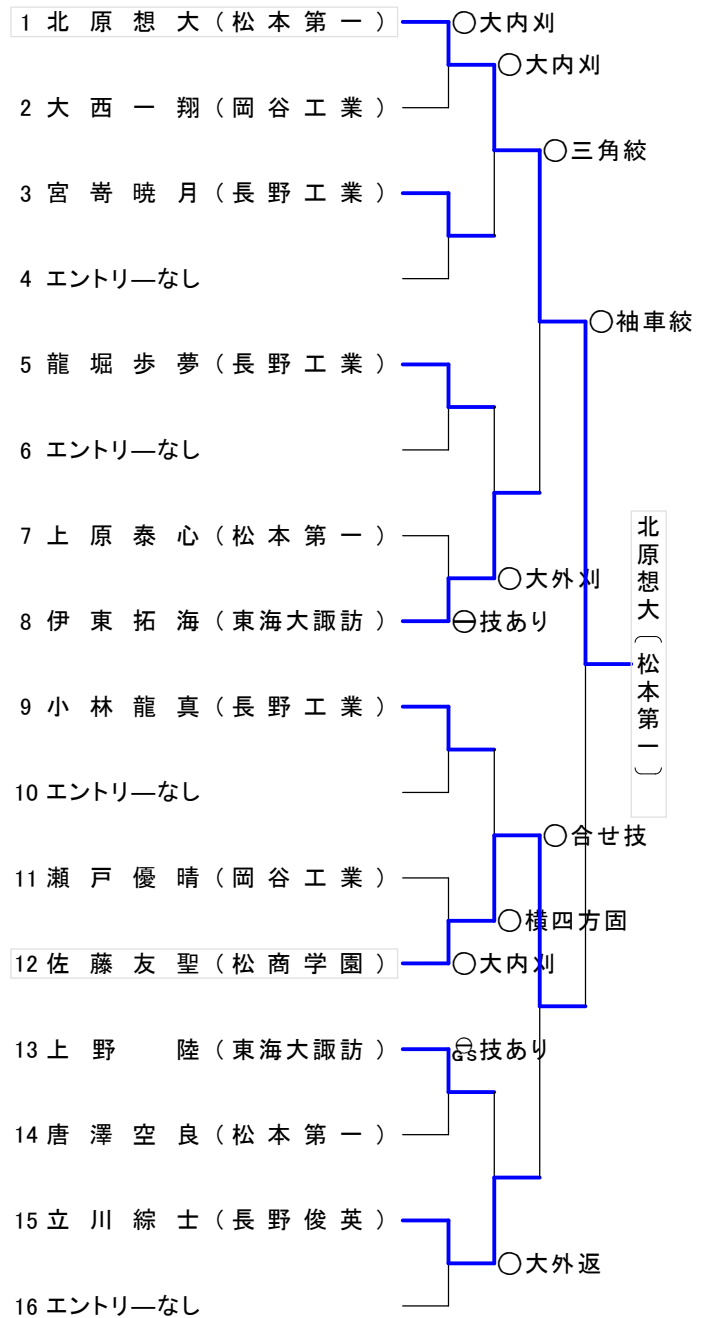 1 北原想大(松本第一)
○大内刈
○大内刈
2 大西一翔(岡谷工業)
○三角絞
3 宮嵜暁月(長野工業)
4 エントリ―なし
○袖車絞
5 龍堀歩夢(長野工業)
6 エントリ―なし
7 上原泰心(松本第一)
○大外刈
8 伊東拓海(東海大諏訪)
⊖技あり
北原想大(松本第一)
9 小林龍真(長野工業)
10 エントリ―なし
○合せ技
11 瀬戸優晴(岡谷工業)
○横四方固
12 佐藤友聖(松商学園)
○大内刈
13 上野 陸(東海大諏訪)
⊖GS技あり
14 唐澤空良(松本第一)
15 立川綜士(長野俊英)
○大外返
16 エントリ―なし